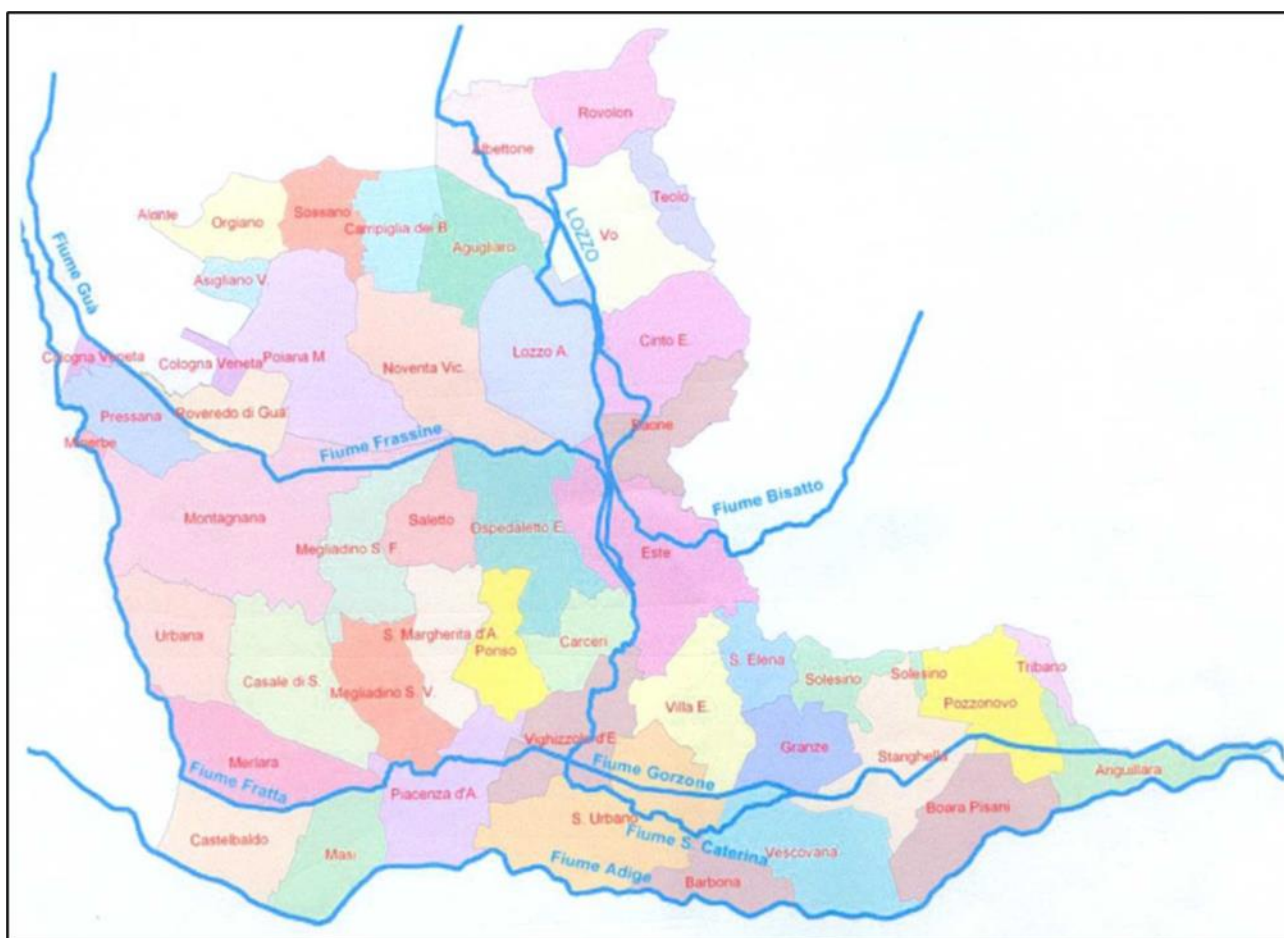 Rovolon
Albettone
Teolo
Alonte
Orgiano
Sossano
Campiglia dei B
Agugliaro
LOZZO
Vo
Fiume Guà
Asigliano V.
Cologna Veneta
Cologna Veneta
Poiana M
Noventa Vic.
Lozzo A.
Cinto E.
Pressana
Roveredo di Guà
Baone
Minerbe
Fiume Frassine
Fiume Bisatto
Montagnana
Saletto
Ospedaletto E.
Megliadino S. F.
Este
Urbana
S. Margherita d'A.
Ponso
Carceri
S. Elena
Solesino
Solesino
Tribano
Casale di S.
Megliadino S. V.
Villa E.
Pozzonovo
Vighizzolo d'E
Granze
Stanghella
Merlara
Fiume Fratta
Fiume Gorzone
Anguillara
Piacenza d'A.
Boara Pisani
Castelbaldo
Masi
S. Urbano
Fiume S. Caterina
Vescovana
Fiume Adige
Barbona